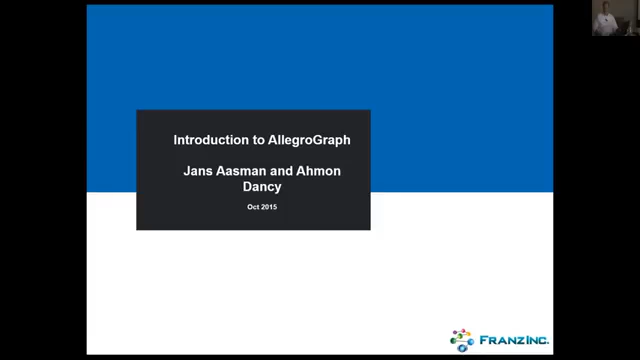 Introduction to AllegroGraph
Jans Aasman and Ahmon
Dancy
Oct 2015
FRANZINC.